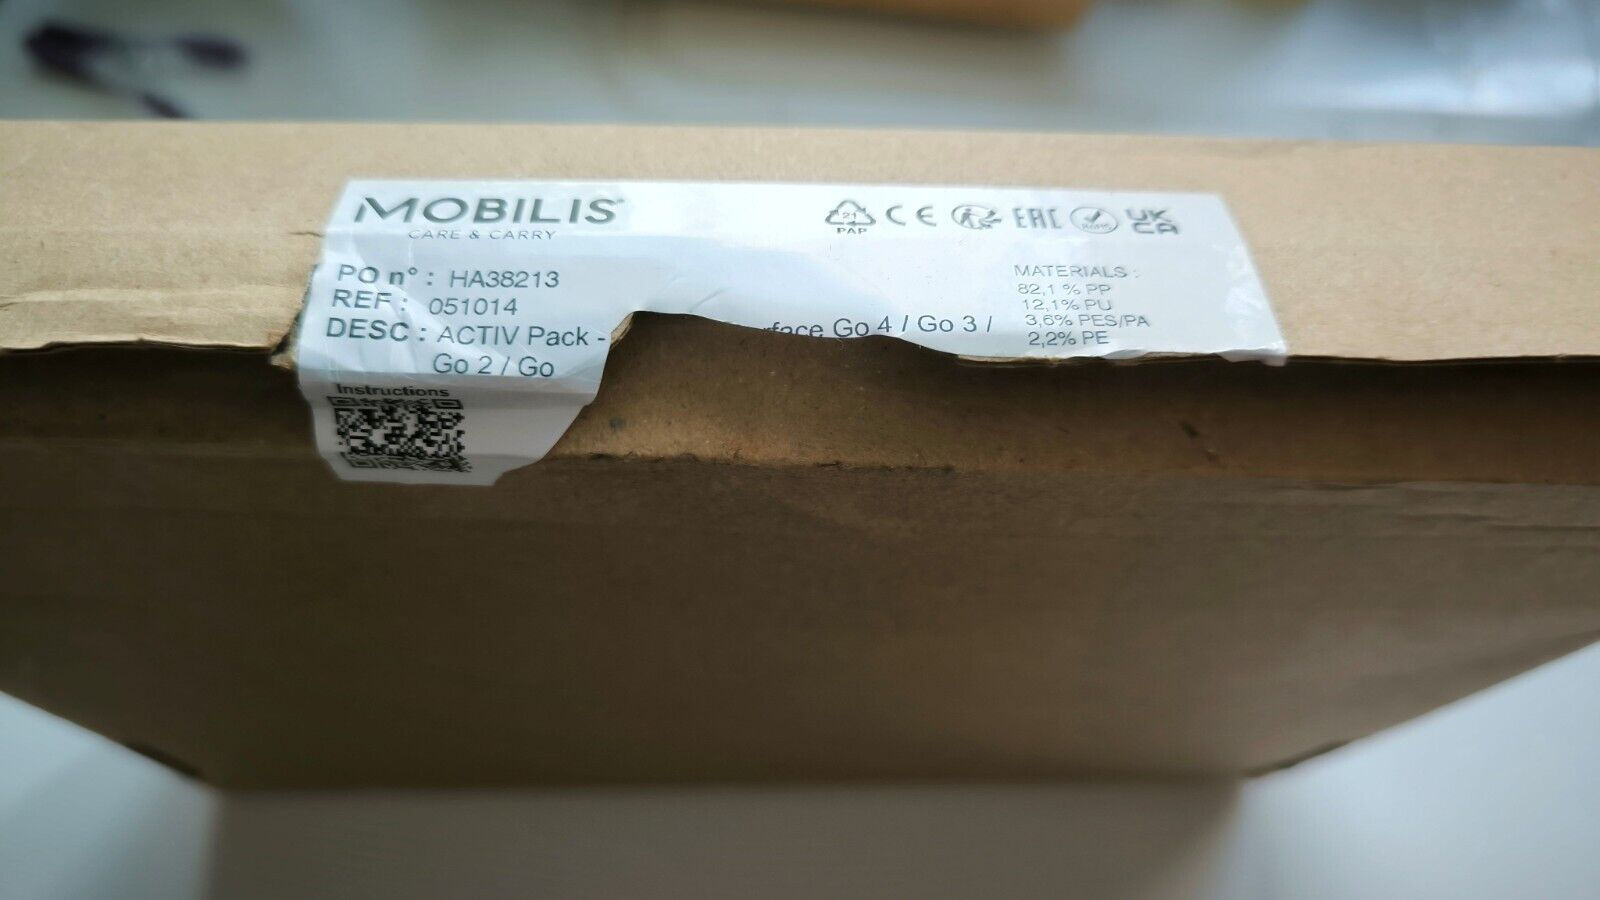 MOBILIS
CARE & CARRY
21
PAP
CE
EAC
RoHS
UK
CA
PO n° : HA38213
REF : 051014
DESC : ACTIV Pack - rface Go 4 / Go 3 /
Go 2 / Go
MATERIALS :
82,1 % PP
12,1% PU
3,6% PES/PA
2,2% PE
Instructions